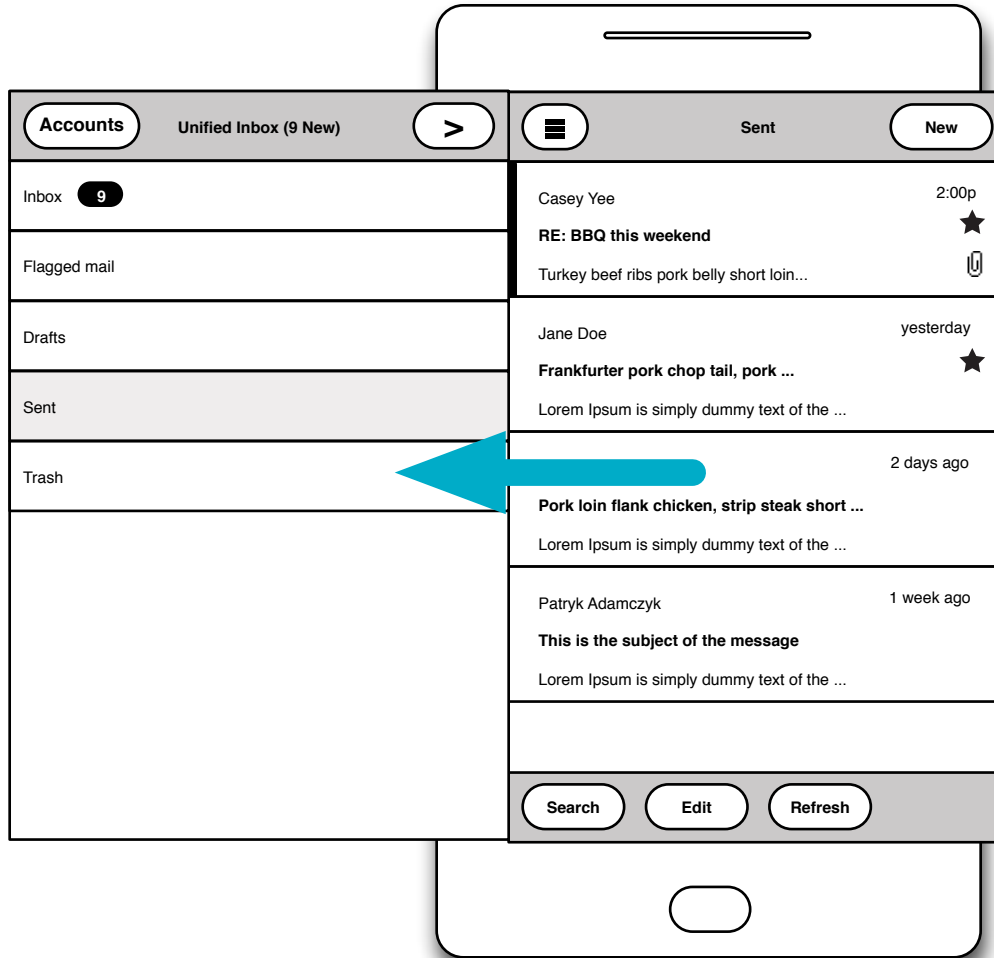 Accounts
Unified Inbox (9 New)
>
Inbox 9
Flagged mail
Drafts
Sent
Trash
Sent
New
Casey Yee
2:00p
RE: BBQ this weekend
Turkey beef ribs pork belly short loin...
Jane Doe
yesterday
Frankfurter pork chop tail, pork ...
Lorem Ipsum is simply dummy text of the ...
2 days ago
Pork loin flank chicken, strip steak short ...
Lorem Ipsum is simply dummy text of the ...
Patryk Adamczyk
1 week ago
This is the subject of the message
Lorem Ipsum is simply dummy text of the ...
Search
Edit
Refresh